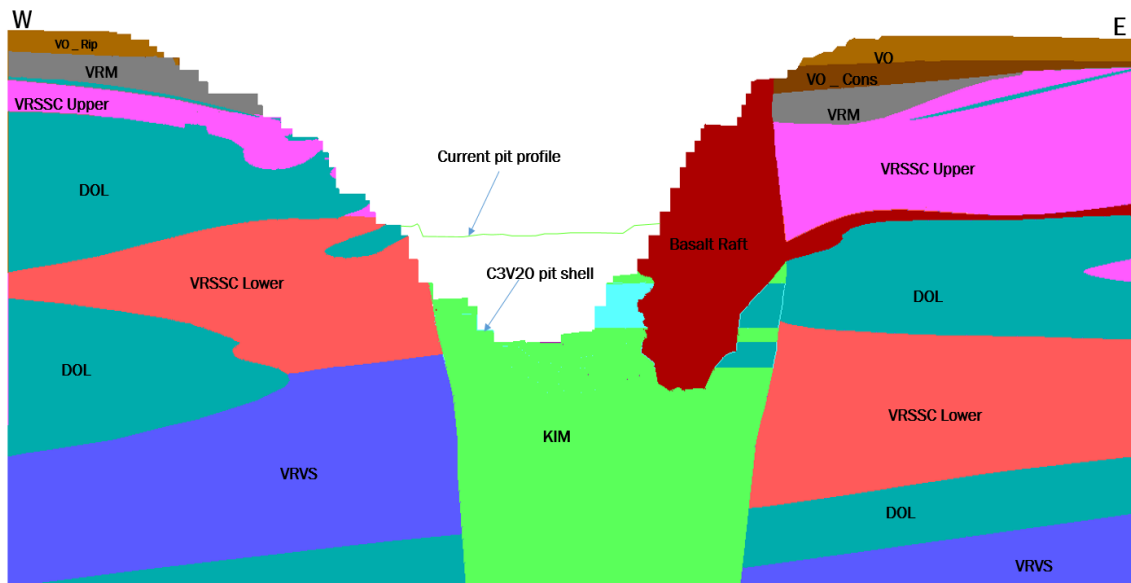 W
E
VO _ Rip
VO
VRM
VO _ Cons
VRSSC Upper
VRM
Current pit profile
VRSSC Upper
DOL
Basalt Raft
C3V20 pit shell
VRSSC Lower
DOL
DOL
VRSSC Lower
KIM
VRVS
DOL
VRVS